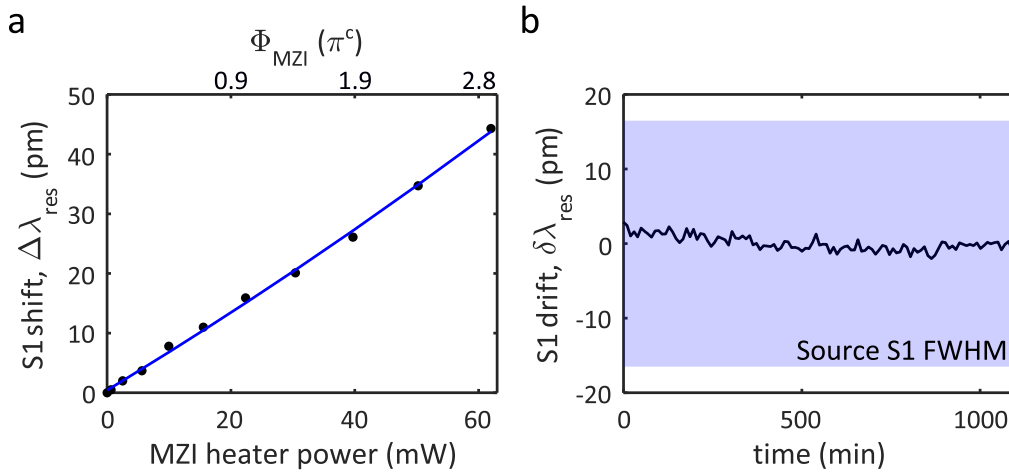 a
Φ_MZI (π^c)
0.9 1.9 2.8
50
40
30
20
10
0
S1 shift, Δλ_res (pm)
0 20 40 60
MZI heater power (mW)
b
20
10
0
-10
-20
S1 drift, δλ_res (pm)
Source S1 FWHM
0 500 1000
time (min)